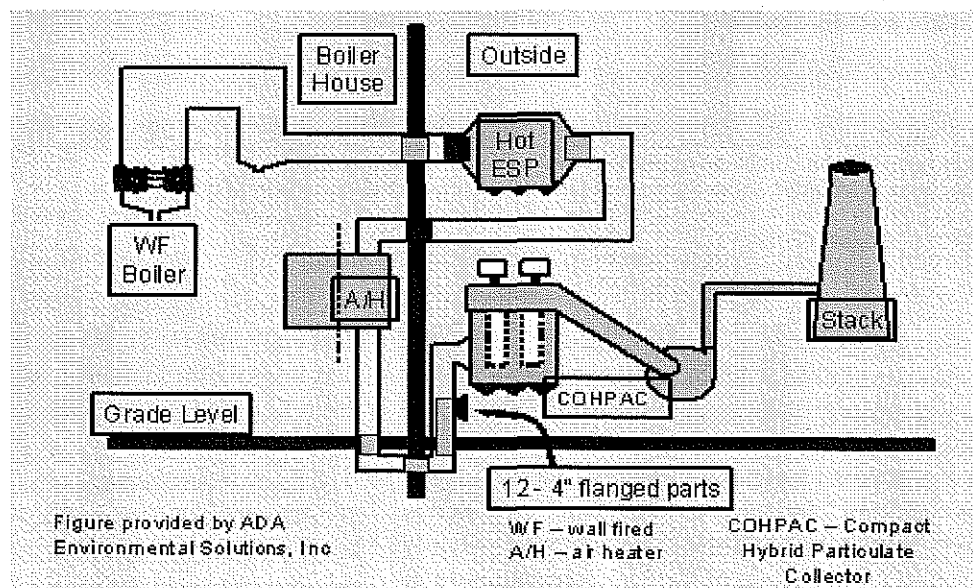 Boiler
House
Outside
Hot
ESP
WF
Boiler
A/H
Stack
COHPAC
Grade Level
12- 4" flanged parts
Figure provided by ADA
Environmental Solutions, Inc
WF – wall fired
A/H – air heater
COHPAC – Compact
Hybrid Particulate
Collector